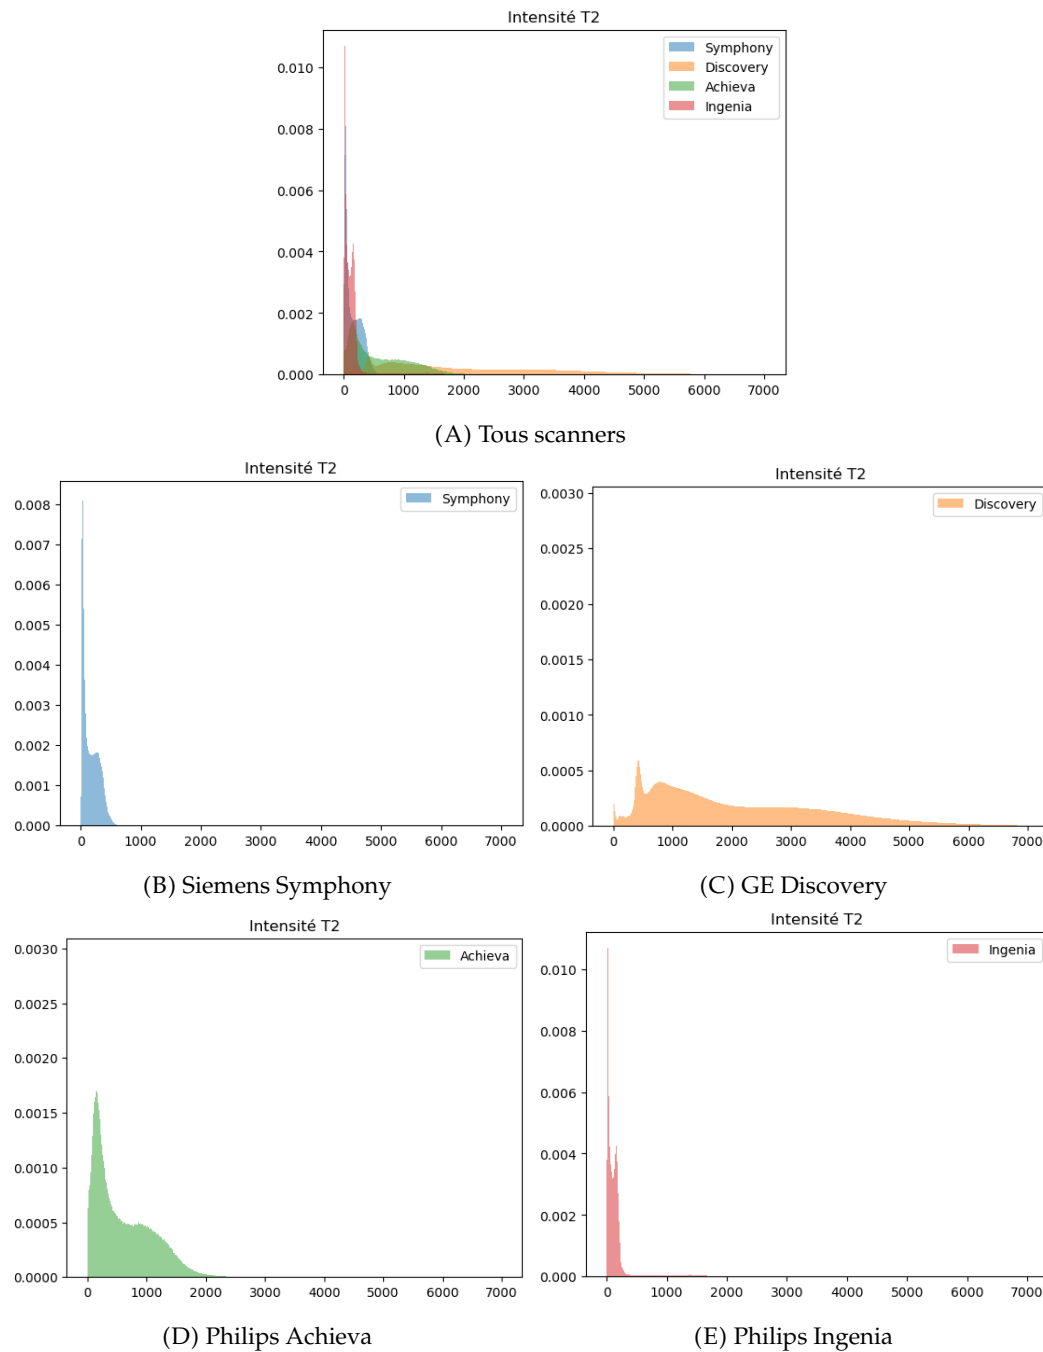 Intensité T2
Symphony
Discovery
Achieva
Ingenia
0.010
0.008
0.006
0.004
0.002
0.000
0 1000 2000 3000 4000 5000 6000 7000
(A) Tous scanners
Intensité T2
Symphony
0.008
0.007
0.006
0.005
0.004
0.003
0.002
0.001
0.000
0 1000 2000 3000 4000 5000 6000 7000
(B) Siemens Symphony
Intensité T2
Discovery
0.0030
0.0025
0.0020
0.0015
0.0010
0.0005
0.0000
0 1000 2000 3000 4000 5000 6000 7000
(C) GE Discovery
Intensité T2
Achieva
0.0030
0.0025
0.0020
0.0015
0.0010
0.0005
0.0000
0 1000 2000 3000 4000 5000 6000 7000
(D) Philips Achieva
Intensité T2
Ingenia
0.010
0.008
0.006
0.004
0.002
0.000
0 1000 2000 3000 4000 5000 6000 7000
(E) Philips Ingenia